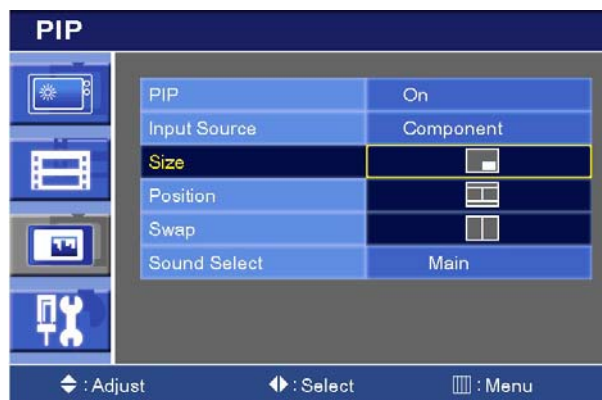 PIP
PIP On
Input Source Component
Size
Position
Swap
Sound Select Main
: Adjust : Select : Menu